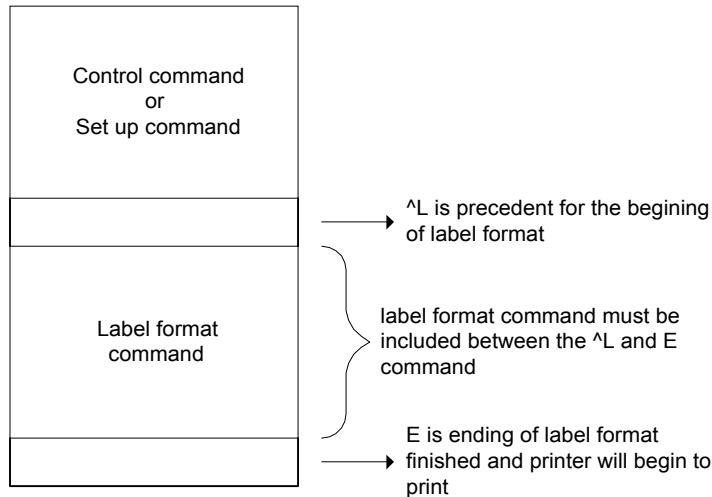 Control command
or
Set up command
^L is precedent for the begining
of label format
label format command must be
included between the ^L and E
command
Label format
command
E is ending of label format
finished and printer will begin to
print